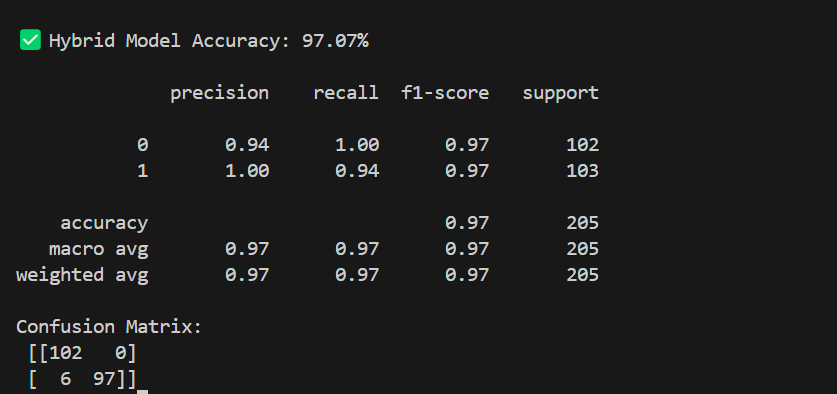 ✅ Hybrid Model Accuracy: 97.07%
precision recall f1-score support
0 0.94 1.00 0.97 102
1 1.00 0.94 0.97 103
accuracy 0.97 205
macro avg 0.97 0.97 0.97 205
weighted avg 0.97 0.97 0.97 205
Confusion Matrix:
[[102 0]
[ 6 97]]